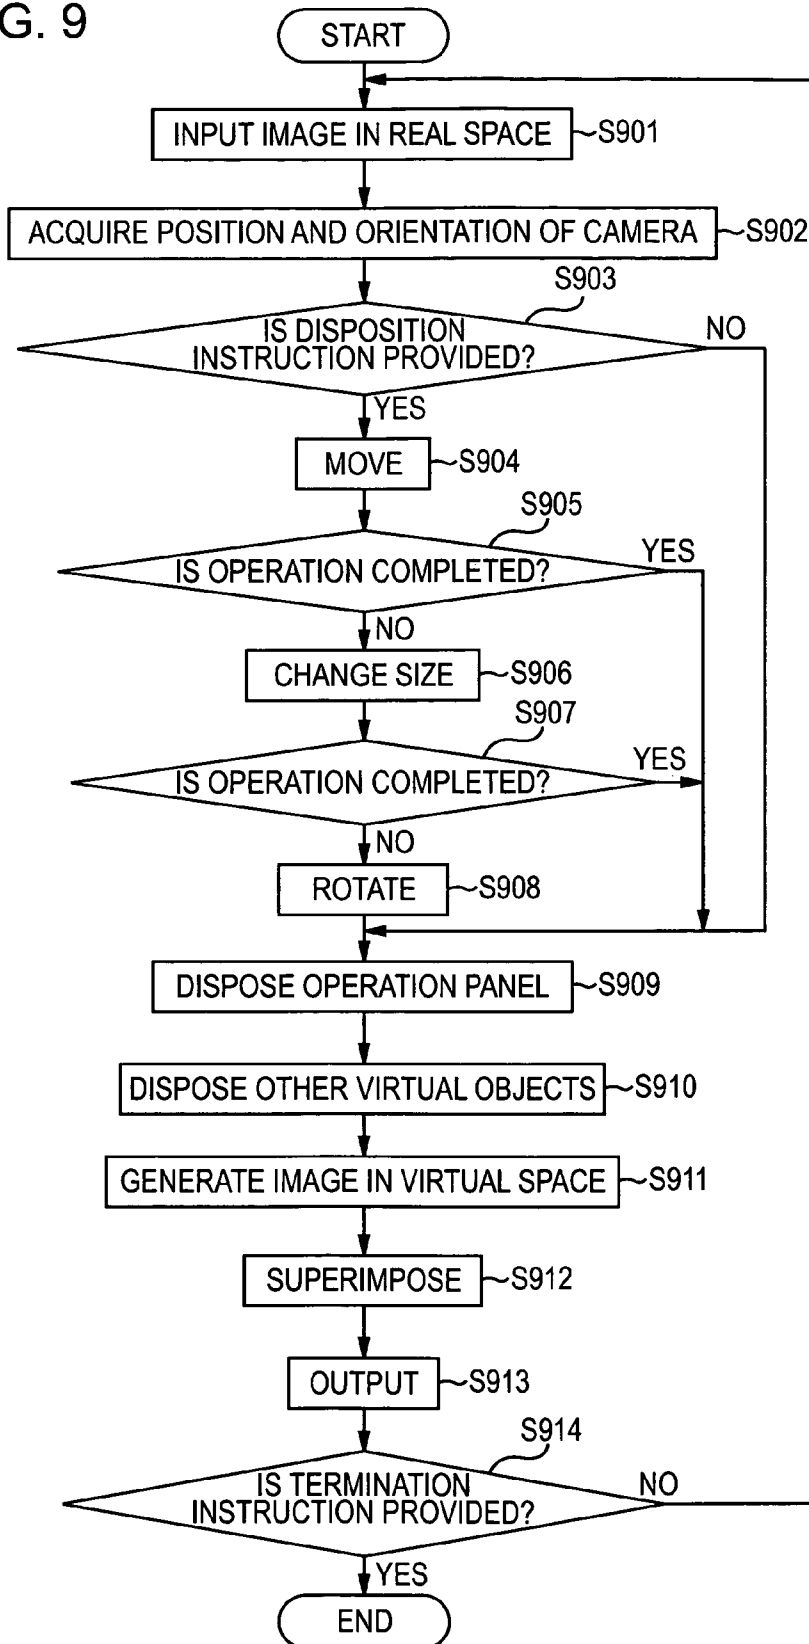 G. 9
START
INPUT IMAGE IN REAL SPACE
S901
ACQUIRE POSITION AND ORIENTATION OF CAMERA
S902
S903
IS DISPOSITION
INSTRUCTION PROVIDED?
NO
YES
MOVE
S904
S905
IS OPERATION COMPLETED?
YES
NO
CHANGE SIZE
S906
S907
IS OPERATION COMPLETED?
YES
NO
ROTATE
S908
DISPOSE OPERATION PANEL
S909
DISPOSE OTHER VIRTUAL OBJECTS
S910
GENERATE IMAGE IN VIRTUAL SPACE
S911
SUPERIMPOSE
S912
OUTPUT
S913
S914
IS TERMINATION
INSTRUCTION PROVIDED?
NO
YES
END